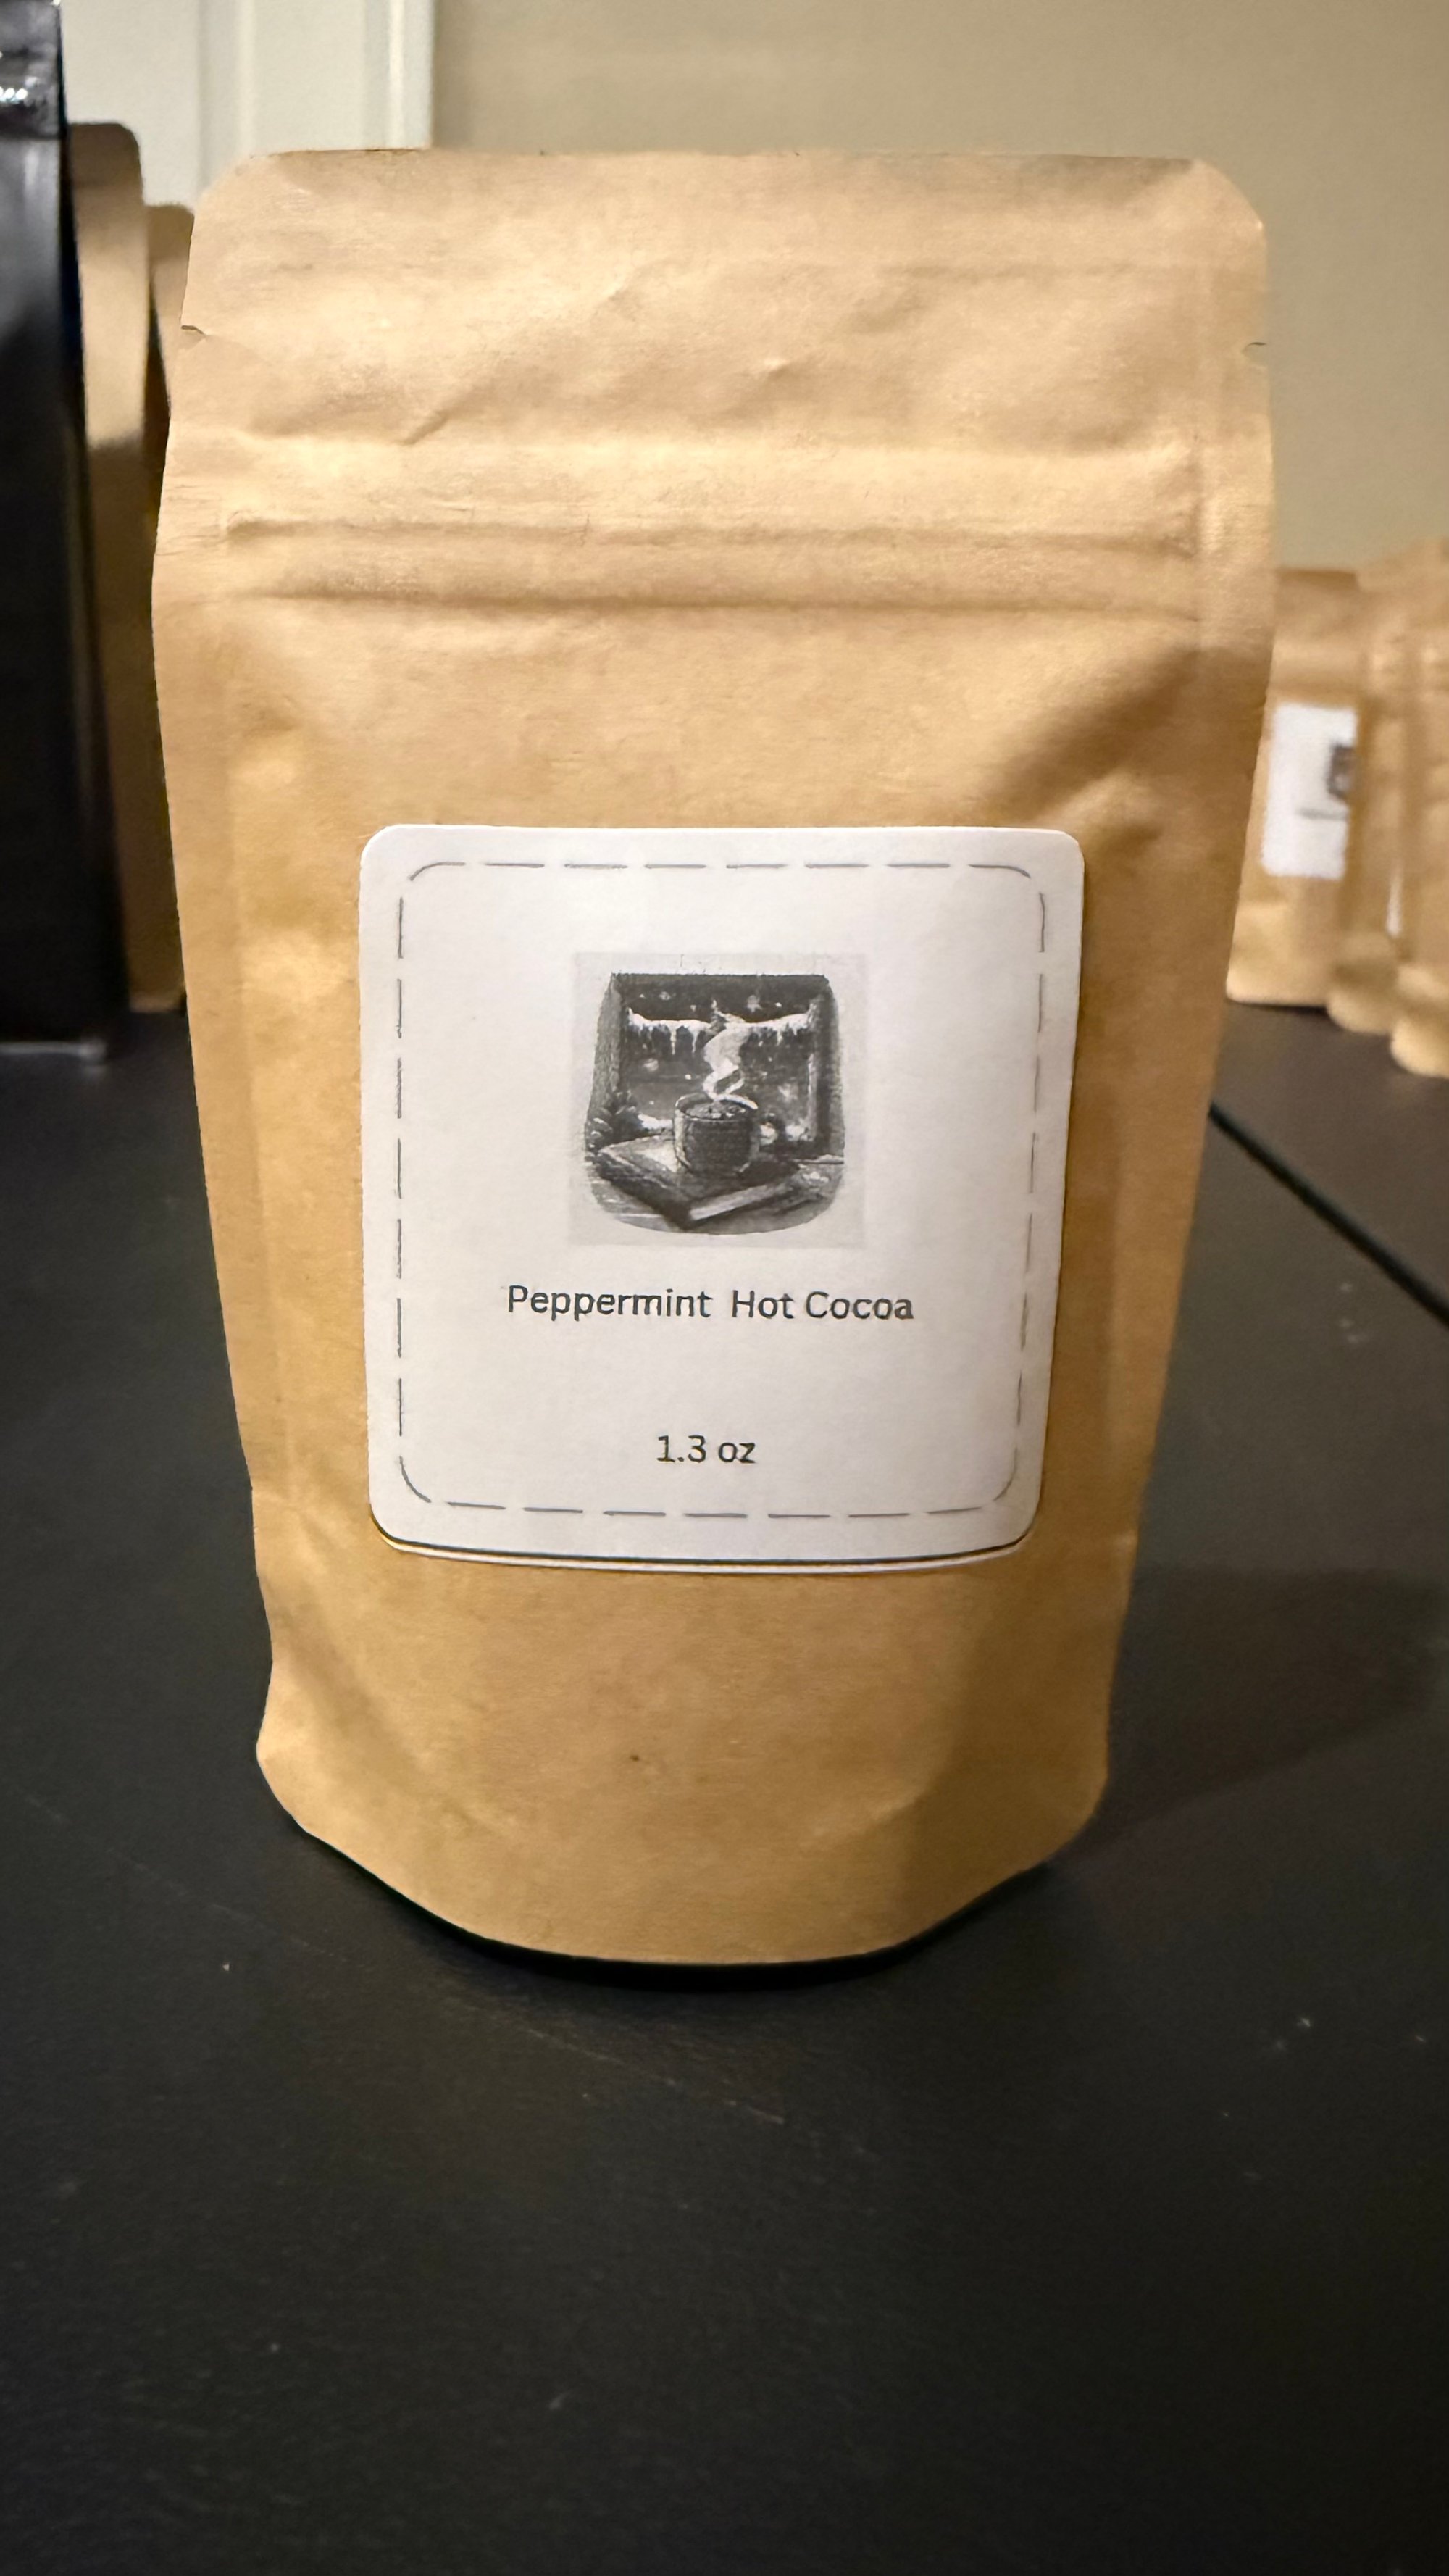 Peppermint Hot Cocoa
1.3 oz